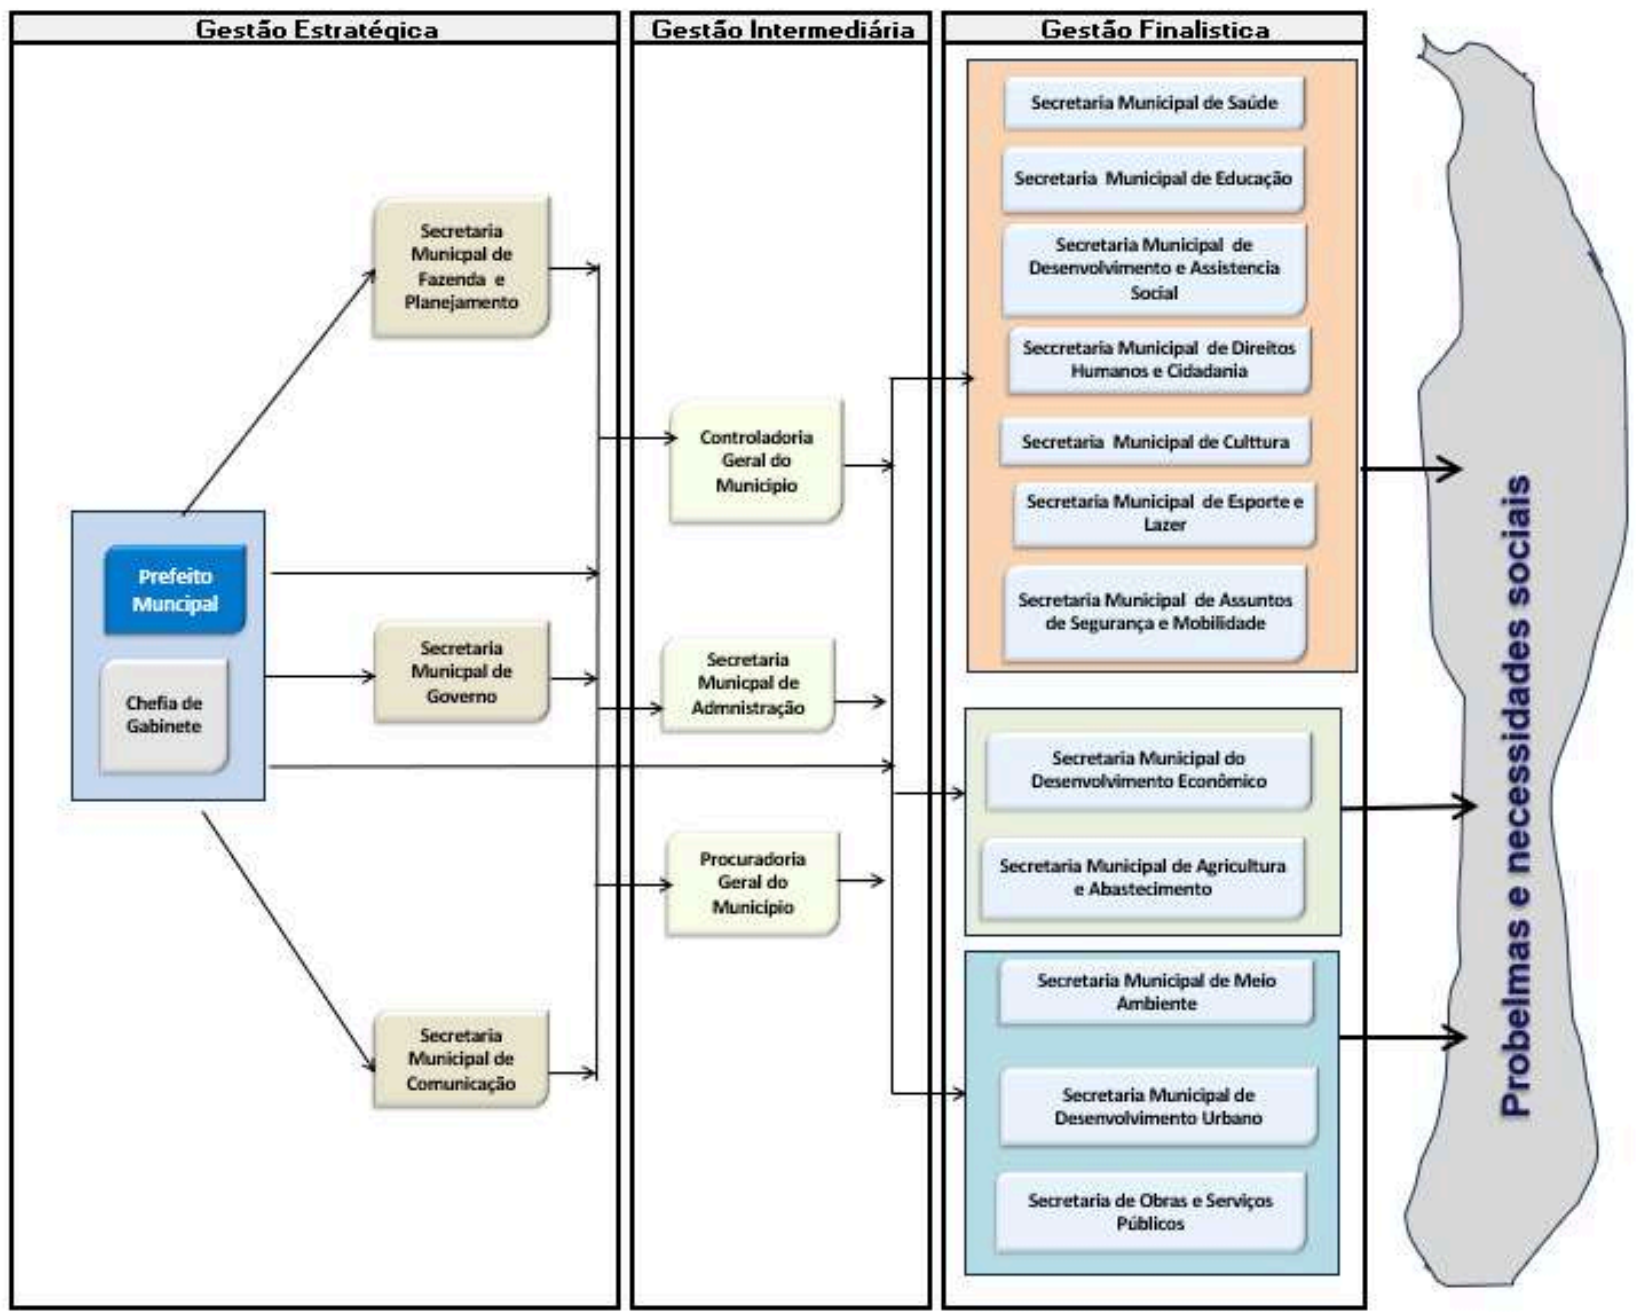 Gestão Estratégica
Gestão Intermediária
Gestão Finalistica
Secretaria
Municpal de
Fazenda e
Planejamento
Prefeito
Muncipal
Chefia de
Gabinete
Secretaria
Municpal de
Governo
Secretaria
Municipal de
Comunicação
Controladoria
Geral do
Municipio
Secretaria
Municpal de
Admnistração
Procuradoria
Geral do
Município
Secretaria Municipal de Saúde
Secretaria Municipal de Educação
Secretaria Municipal de
Desenvolvimento e Assistencia
Social
Seccretaria Municipal de Direitos
Humanos e Cidadania
Secretaria Municipal de Culttura
Secretaria Municipal de Esporte e
Lazer
Secretaria Municipal de Assuntos
de Segurança e Mobilidade
Secretaria Municipal do
Desenvolvimento Econômico
Secretaria Municipal de Agricultura
e Abastecimento
Secretaria Municipal de Meio
Ambiente
Secretaria Municipal de
Desenvolvimento Urbano
Secretaria de Obras e Serviços
Públicos
Probelmas e necessidades sociais